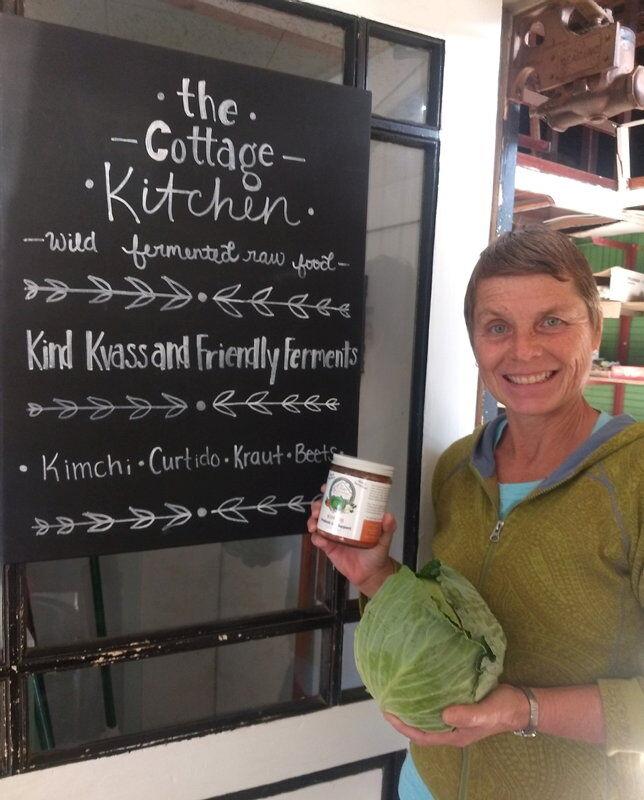 the
Cottage
Kitchen
Wild fermented raw food
Kind Kvass and Friendly Ferments
Kimchi · Curtido · Kraut · Beets